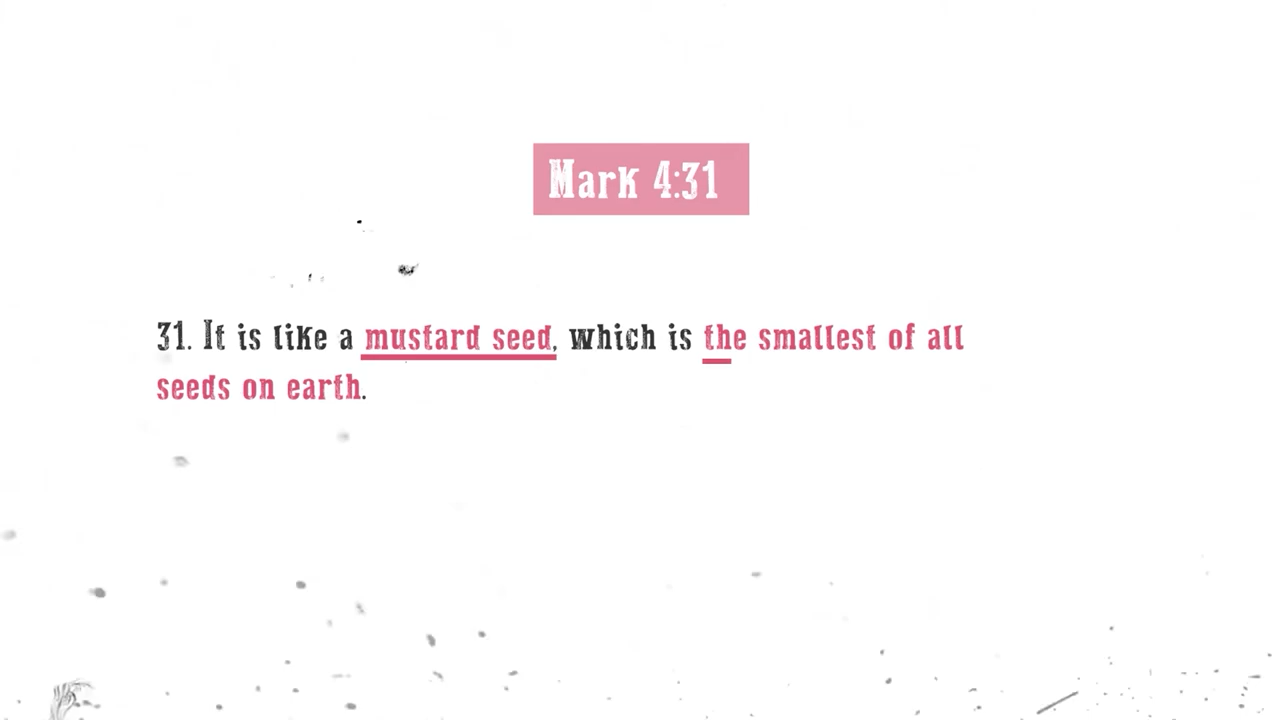 Mark 4:31
31. It is like a mustard seed, which is the smallest of all
seeds on earth.